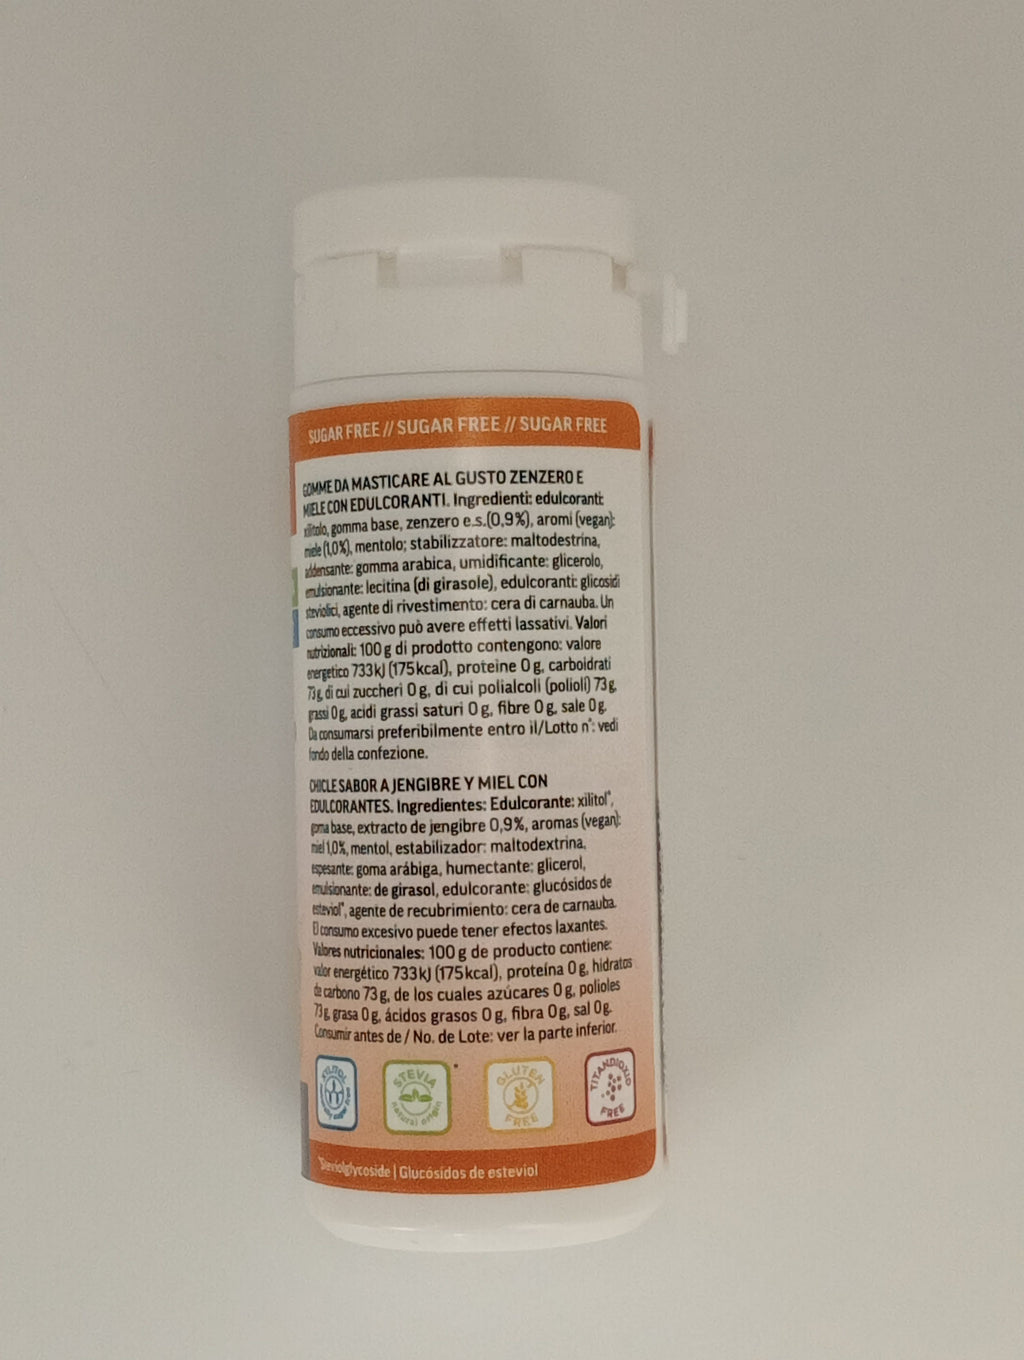 SUGAR FREE // SUGAR FREE // SUGAR FREE
GOMME DA MASTICARE AL GUSTO ZENZERO E
MIELE CON EDULCORANTI. Ingredienti: edulcoranti:
xilitolo, gomma base, zenzero e.s.(0,9%), aromi (vegan):
miele (1,0%), mentolo; stabilizzatore: maltodestrina,
addensante: gomma arabica, umidificante: glicerolo,
emulsionante: lecitina (di girasole), edulcoranti: glicosidi
steviolici, agente di rivestimento: cera di carnauba. Un
consumo eccessivo può avere effetti lassativi. Valori
nutrizionali: 100 g di prodotto contengono: valore
energetico 733 kJ (175 kcal), proteine 0 g, carboidrati
73 g, di cui zuccheri 0 g, di cui polialcoli (polioli) 73 g,
grassi 0 g, acidi grassi saturi 0 g, fibre 0 g, sale 0 g.
Da consumarsi preferibilmente entro il/Lotto n°: vedi
fondo della confezione.
CHICLE SABOR A JENGIBRE Y MIEL CON
EDULCORANTES. Ingredientes: Edulcorante: xilitol*,
goma base, extracto de jengibre 0,9%, aromas (vegan):
miel 1,0%, mentol, estabilizador: maltodextrina,
espesante: goma arábiga, humectante: glicerol,
emulsionante: de girasol, edulcorante: glucósidos de
esteviol*, agente de recubrimiento: cera de carnauba.
El consumo excesivo puede tener efectos laxantes.
Valores nutricionales: 100 g de producto contiene:
valor energético 733 kJ (175 kcal), proteína 0 g, hidratos
de carbono 73 g, de los cuales azúcares 0 g, polioles
73 g, grasa 0 g, ácidos grasos 0 g, fibra 0 g, sal 0 g.
Consumir antes de / No. de Lote: ver la parte inferior.
XYLITOL
STEVIA natural origin *
GLUTEN FREE
TITANDIOXID FREE
*Steviolglycoside | Glucósidos de esteviol